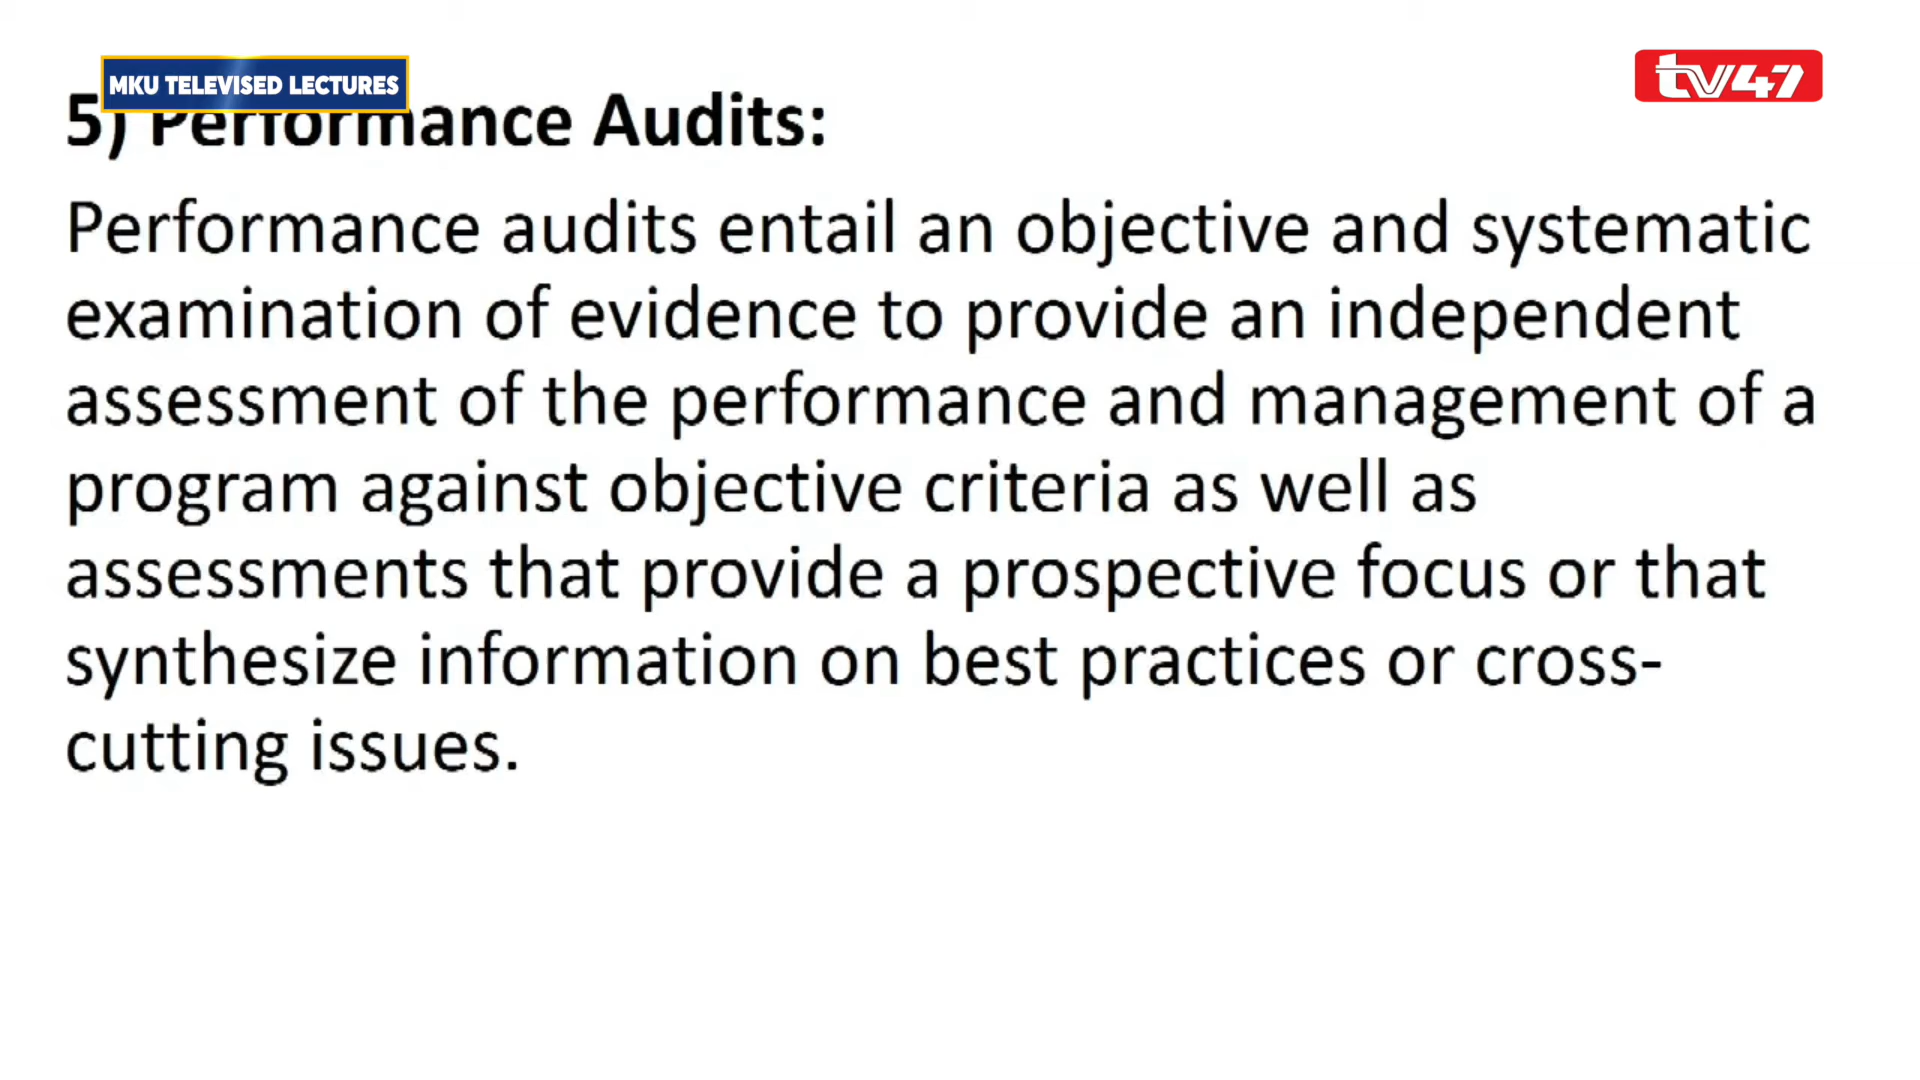 MKU TELEVISED LECTURES
tv47
5) Performance Audits:
Performance audits entail an objective and systematic
examination of evidence to provide an independent
assessment of the performance and management of a
program against objective criteria as well as
assessments that provide a prospective focus or that
synthesize information on best practices or cross-
cutting issues.